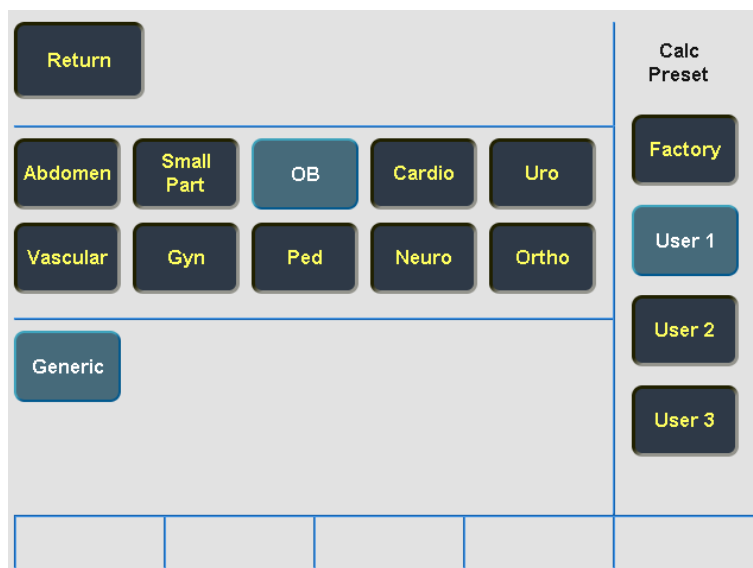 Return
Calc
Preset
Abdomen
Small
Part
OB
Cardio
Uro
Factory
Vascular
Gyn
Ped
Neuro
Ortho
User 1
Generic
User 2
User 3